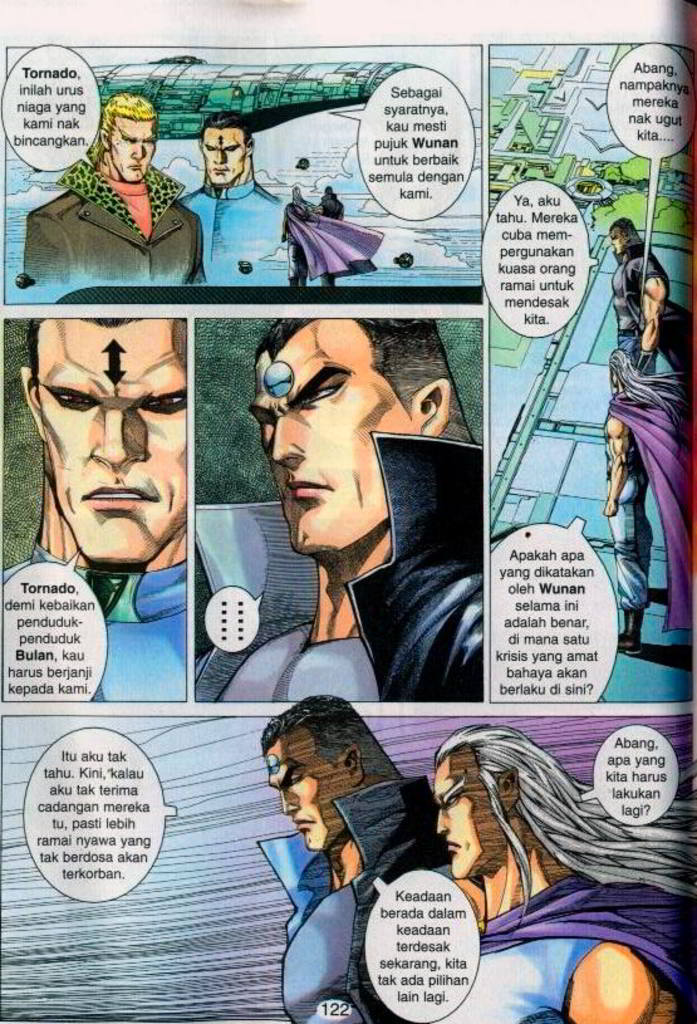 Tornado,
inilah urus
niaga yang
kami nak
bincangkan.
Sebagai
syaratnya,
kau mesti
pujuk Wunan
untuk berbaik
semula dengan
kami.
Abang,
nampaknya
mereka
nak ugut
kita....
Ya, aku
tahu. Mereka
cuba mem-
pergunakan
kuasa orang
ramai untuk
mendesak
kita.
Tornado,
demi kebaikan
penduduk-
penduduk
Bulan, kau
harus berjanji
kepada kami.
Apakah apa
yang dikatakan
oleh Wunan
selama ini
adalah benar,
di mana satu
krisis yang amat
bahaya akan
berlaku di sini?
Itu aku tak
tahu. Kini, kalau
aku tak terima
cadangan mereka
tu, pasti lebih
ramai nyawa yang
tak berdosa akan
terkorban.
Abang,
apa yang
kita harus
lakukan
lagi?
Keadaan
berada dalam
keadaan
terdesak
sekarang, kita
tak ada pilihan
lain lagi.
122